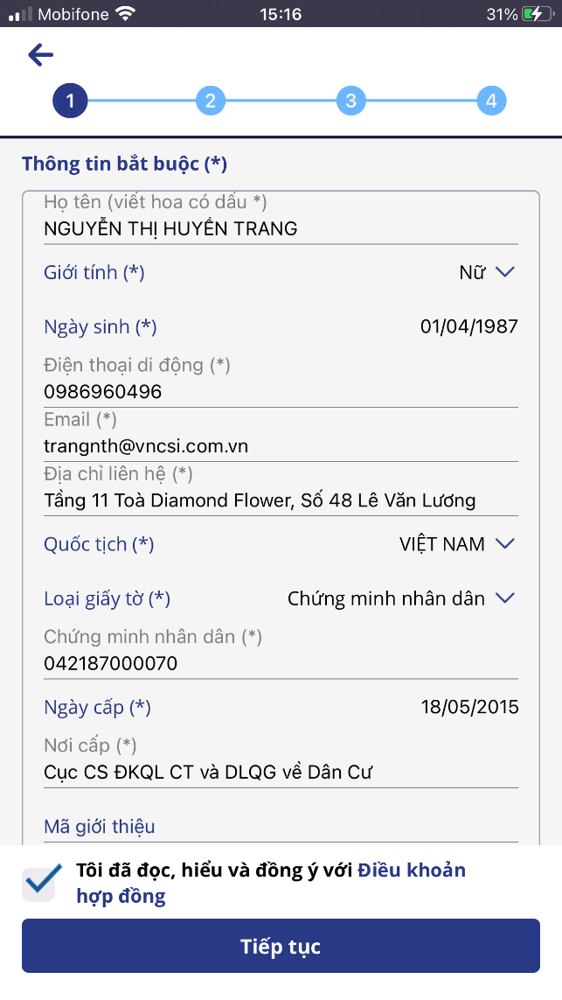 Mobifone 15:16 31%
1 2 3 4
Thông tin bắt buộc (*)
Họ tên (viết hoa có dấu *)
NGUYỄN THỊ HUYỀN TRANG
Giới tính (*) Nữ
Ngày sinh (*) 01/04/1987
Điện thoại di động (*)
0986960496
Email (*)
trangnth@vncsi.com.vn
Địa chỉ liên hệ (*)
Tầng 11 Toà Diamond Flower, Số 48 Lê Văn Lương
Quốc tịch (*) VIỆT NAM
Loại giấy tờ (*) Chứng minh nhân dân
Chứng minh nhân dân (*)
042187000070
Ngày cấp (*) 18/05/2015
Nơi cấp (*)
Cục CS ĐKQL CT và DLQG về Dân Cư
Mã giới thiệu
Tôi đã đọc, hiểu và đồng ý với Điều khoản
hợp đồng
Tiếp tục